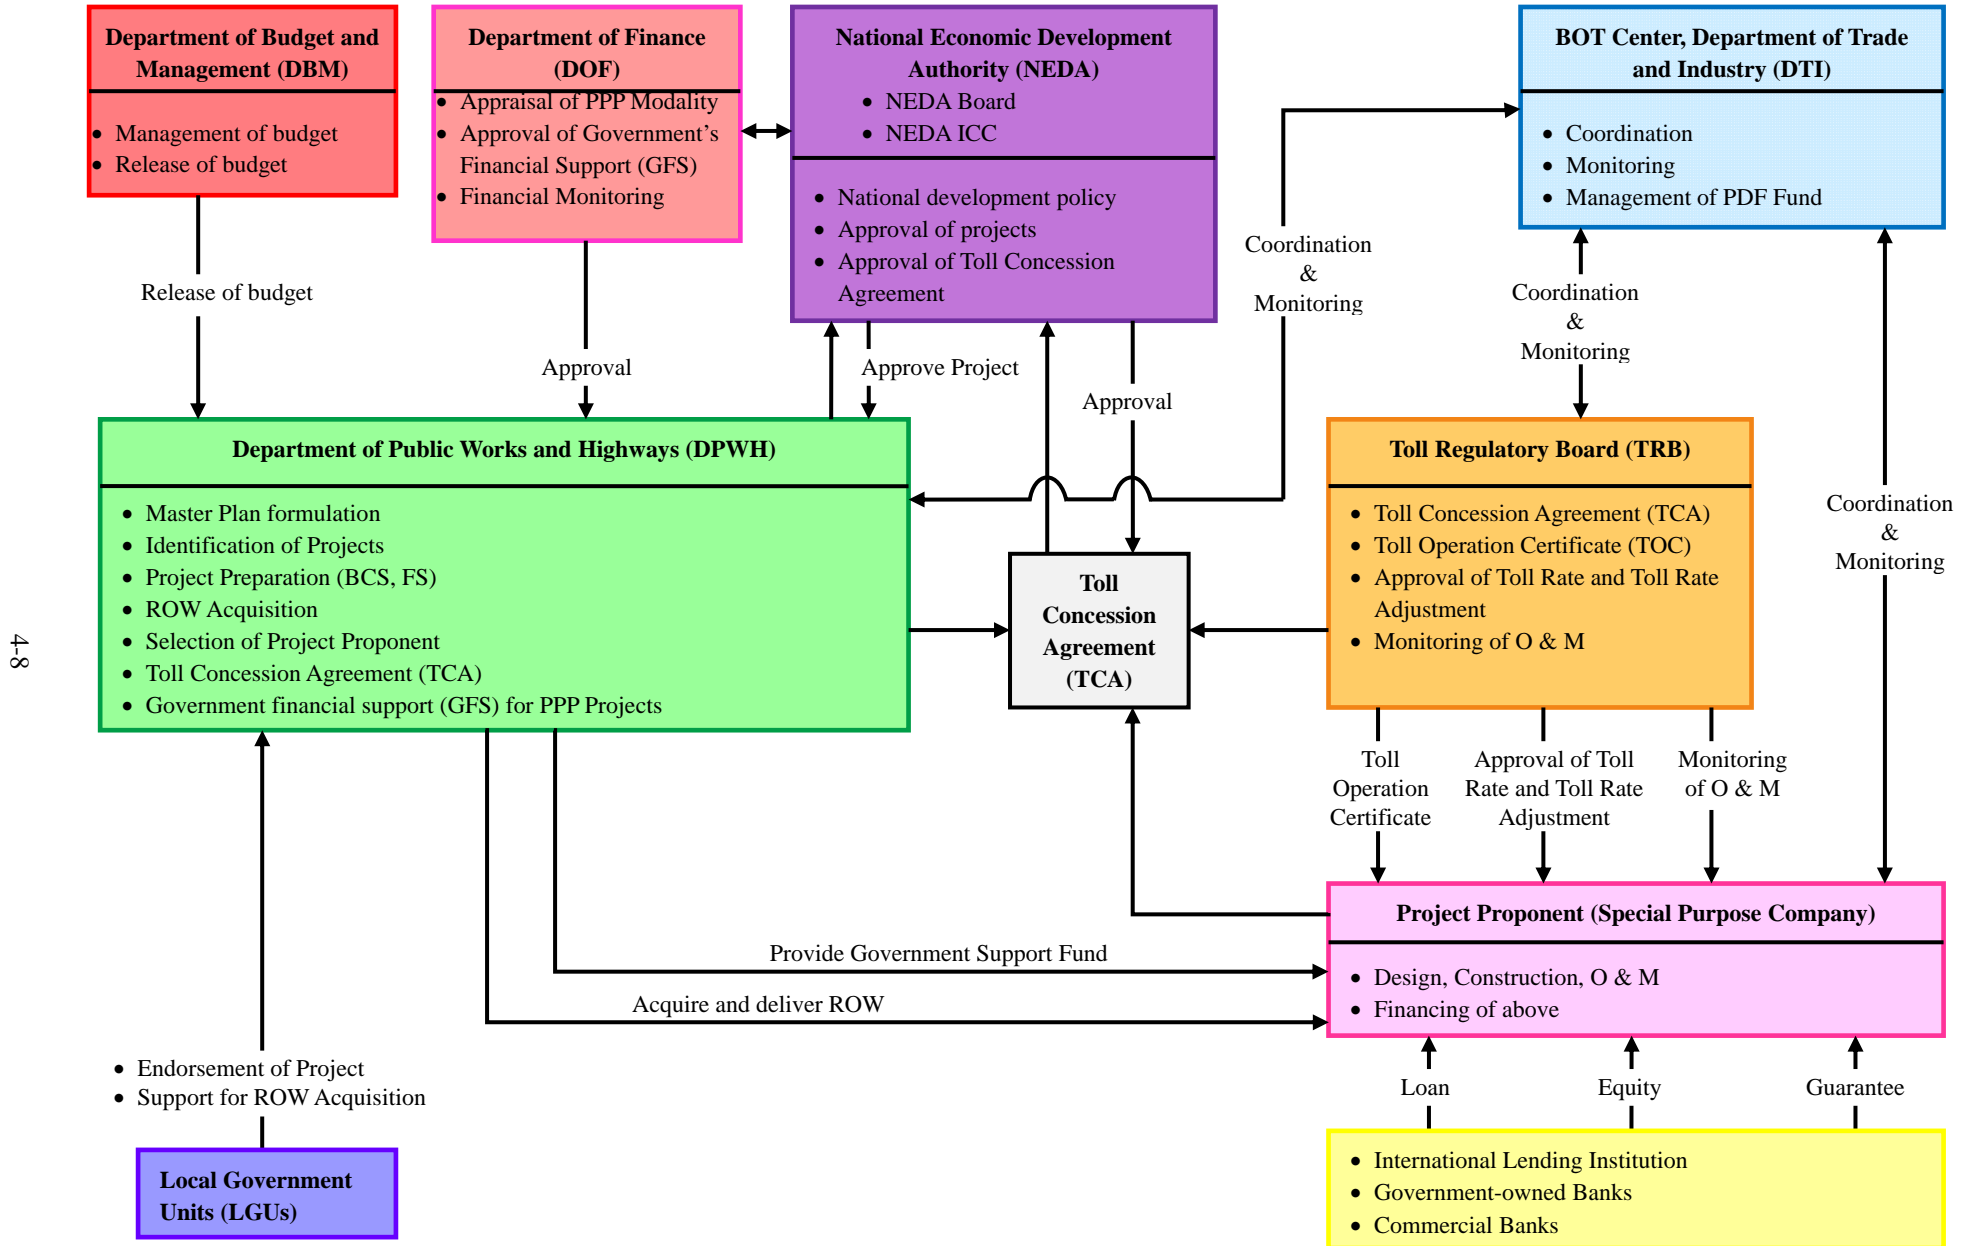 Department of Budget and
Management (DBM)
• Management of budget
• Release of budget
Department of Finance
(DOF)
• Appraisal of PPP Modality
• Approval of Government's
Financial Support (GFS)
• Financial Monitoring
National Economic Development
Authority (NEDA)
• NEDA Board
• NEDA ICC
• National development policy
• Approval of projects
• Approval of Toll Concession
Agreement
BOT Center, Department of Trade
and Industry (DTI)
• Coordination
• Monitoring
• Management of PDF Fund
Release of budget
Approval
Approve Project
Approval
Coordination
&
Monitoring
Coordination
&
Monitoring
Coordination
&
Monitoring
Department of Public Works and Highways (DPWH)
• Master Plan formulation
• Identification of Projects
• Project Preparation (BCS, FS)
• ROW Acquisition
• Selection of Project Proponent
• Toll Concession Agreement (TCA)
• Government financial support (GFS) for PPP Projects
Toll
Concession
Agreement
(TCA)
Toll Regulatory Board (TRB)
• Toll Concession Agreement (TCA)
• Toll Operation Certificate (TOC)
• Approval of Toll Rate and Toll Rate
Adjustment
• Monitoring of O & M
4-8
Toll
Operation
Certificate
Approval of Toll
Rate and Toll Rate
Adjustment
Monitoring
of O & M
Project Proponent (Special Purpose Company)
• Design, Construction, O & M
• Financing of above
Provide Government Support Fund
Acquire and deliver ROW
• Endorsement of Project
• Support for ROW Acquisition
Loan
Equity
Guarantee
Local Government
Units (LGUs)
• International Lending Institution
• Government-owned Banks
• Commercial Banks